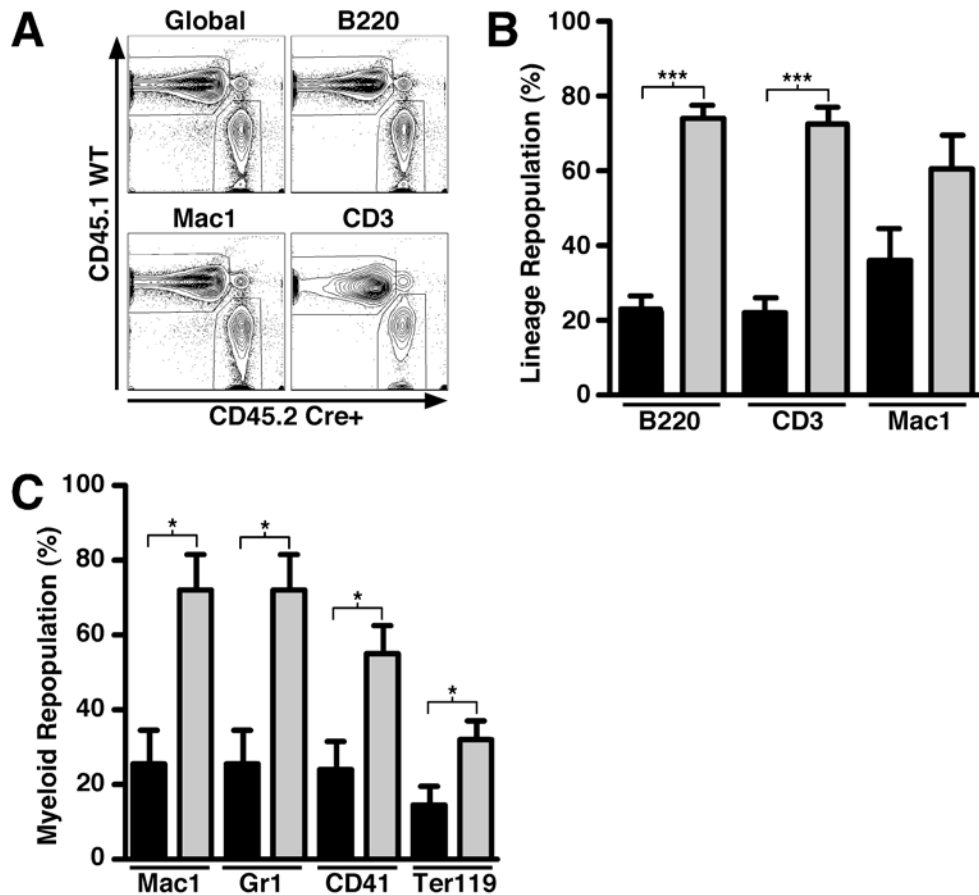 A
Global B220
Mac1 CD3
CD45.1 WT
CD45.2 Cre+
B
Lineage Repopulation (%)
100
80
60
40
20
0
*** ***
B220 CD3 Mac1
C
Myeloid Repopulation (%)
100
80
60
40
20
0
* * * *
Mac1 Gr1 CD41 Ter119